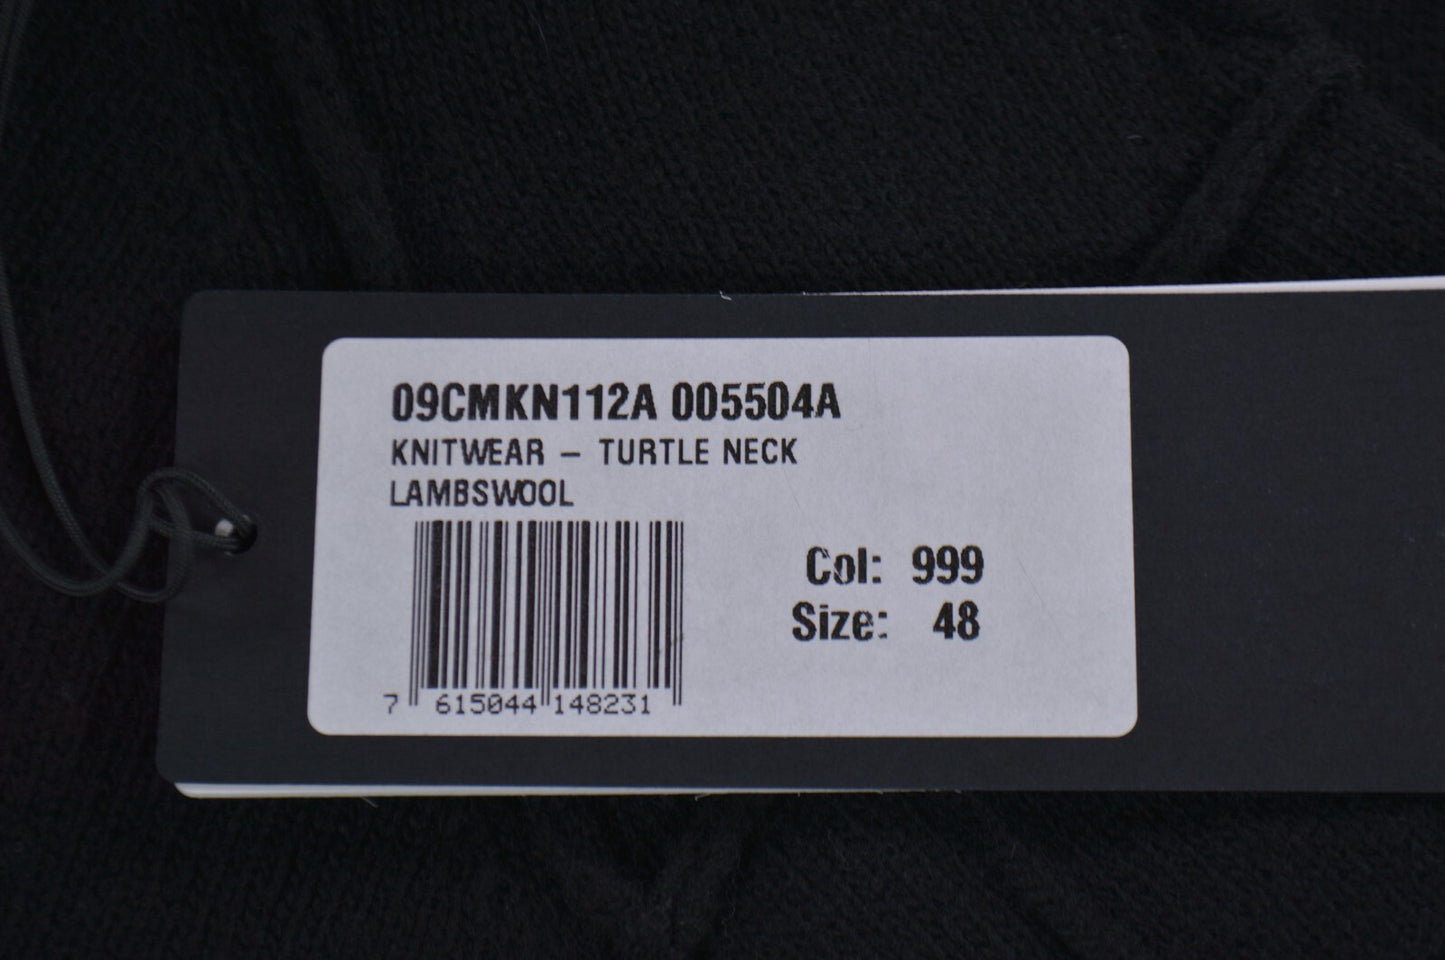 09CMKN112A 005504A
KNITWEAR – TURTLE NECK
LAMBSWOOL
Col: 999
Size: 48
7 615044 148231